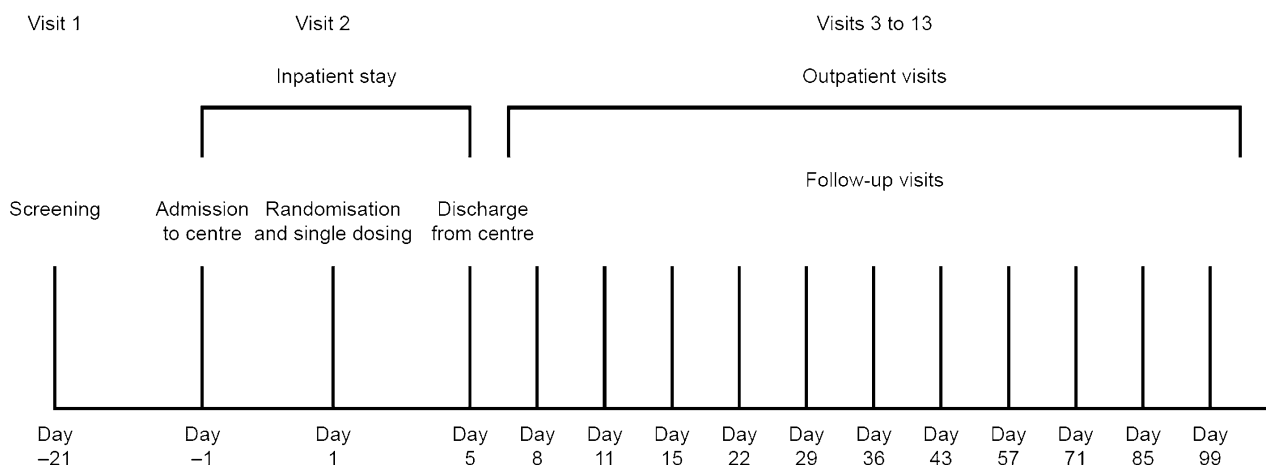 Visit 1 Visit 2 Visits 3 to 13
Inpatient stay Outpatient visits
Follow-up visits
Screening Admission Randomisation Discharge
to centre and single dosing from centre
Day Day Day Day Day Day Day Day Day Day Day Day Day Day Day
–21 –1 1 5 8 11 15 22 29 36 43 57 71 85 99